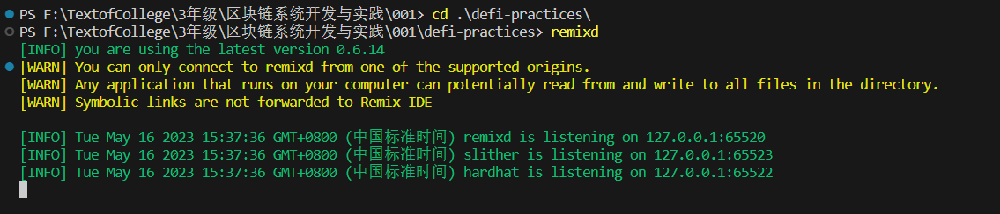 PS F:\TextofCollege\3年级\区块链系统开发与实践\001> cd .\defi-practices\
PS F:\TextofCollege\3年级\区块链系统开发与实践\001\defi-practices> remixd
[INFO] you are using the latest version 0.6.14
[WARN] You can only connect to remixd from one of the supported origins.
[WARN] Any application that runs on your computer can potentially read from and write to all files in the directory.
[WARN] Symbolic links are not forwarded to Remix IDE
[INFO] Tue May 16 2023 15:37:36 GMT+0800 (中国标准时间) remixd is listening on 127.0.0.1:65520
[INFO] Tue May 16 2023 15:37:36 GMT+0800 (中国标准时间) slither is listening on 127.0.0.1:65523
[INFO] Tue May 16 2023 15:37:36 GMT+0800 (中国标准时间) hardhat is listening on 127.0.0.1:65522